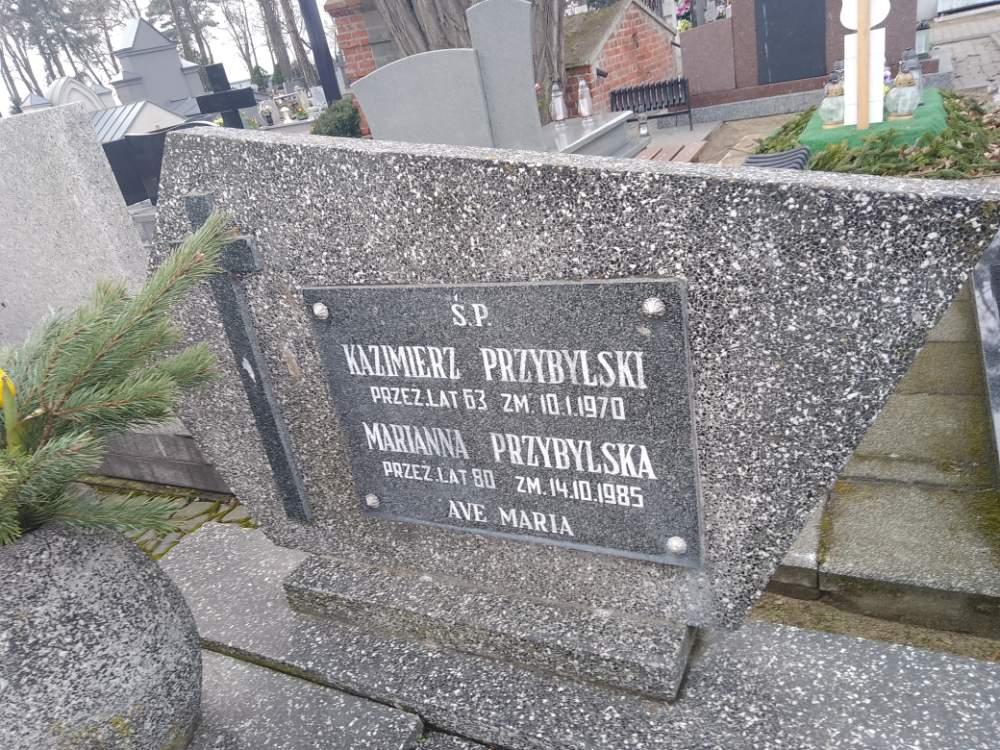 Ś.P.
KAZIMIERZ PRZYBYLSKI
PRZEŻ.LAT 63 ZM.10.1.1970
MARIANNA PRZYBYLSKA
PRZEŻ.LAT 80 ZM.14.10.1985
AVE MARIA